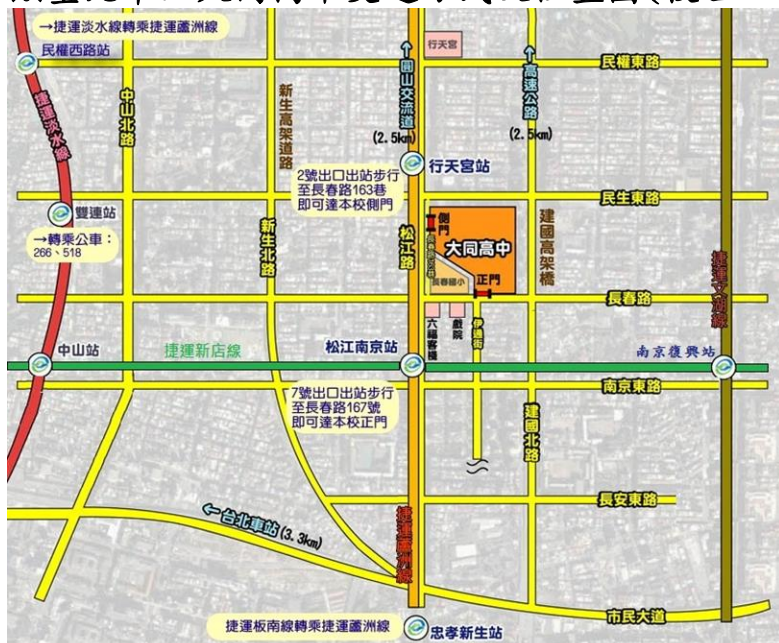 →捷運淡水線轉乘捷運蘆洲線
民權西路站
捷運淡水線
中山北路
新生高架道路
↑圓山交流道
(2.5km)
行天宮
↑高速公路
(2.5km)
民權東路
行天宮站
2號出口出站步行
至長春路163巷
即可達本校側門
民生東路
雙連站
→轉乘公車：
266、518
新生北路
松江路
側門
大同高中
長春國小
正門
建國高架橋
捷運文湖線
長春路
六福客棧
戲院
伊通街
中山站
捷運新店線
松江南京站
南京復興站
南京東路
7號出口出站步行
至長春路167號
即可達本校正門
建國北路
長安東路
←台北車站(3.3km)
捷運蘆洲線
市民大道
捷運板南線轉乘捷運蘆洲線
忠孝新生站